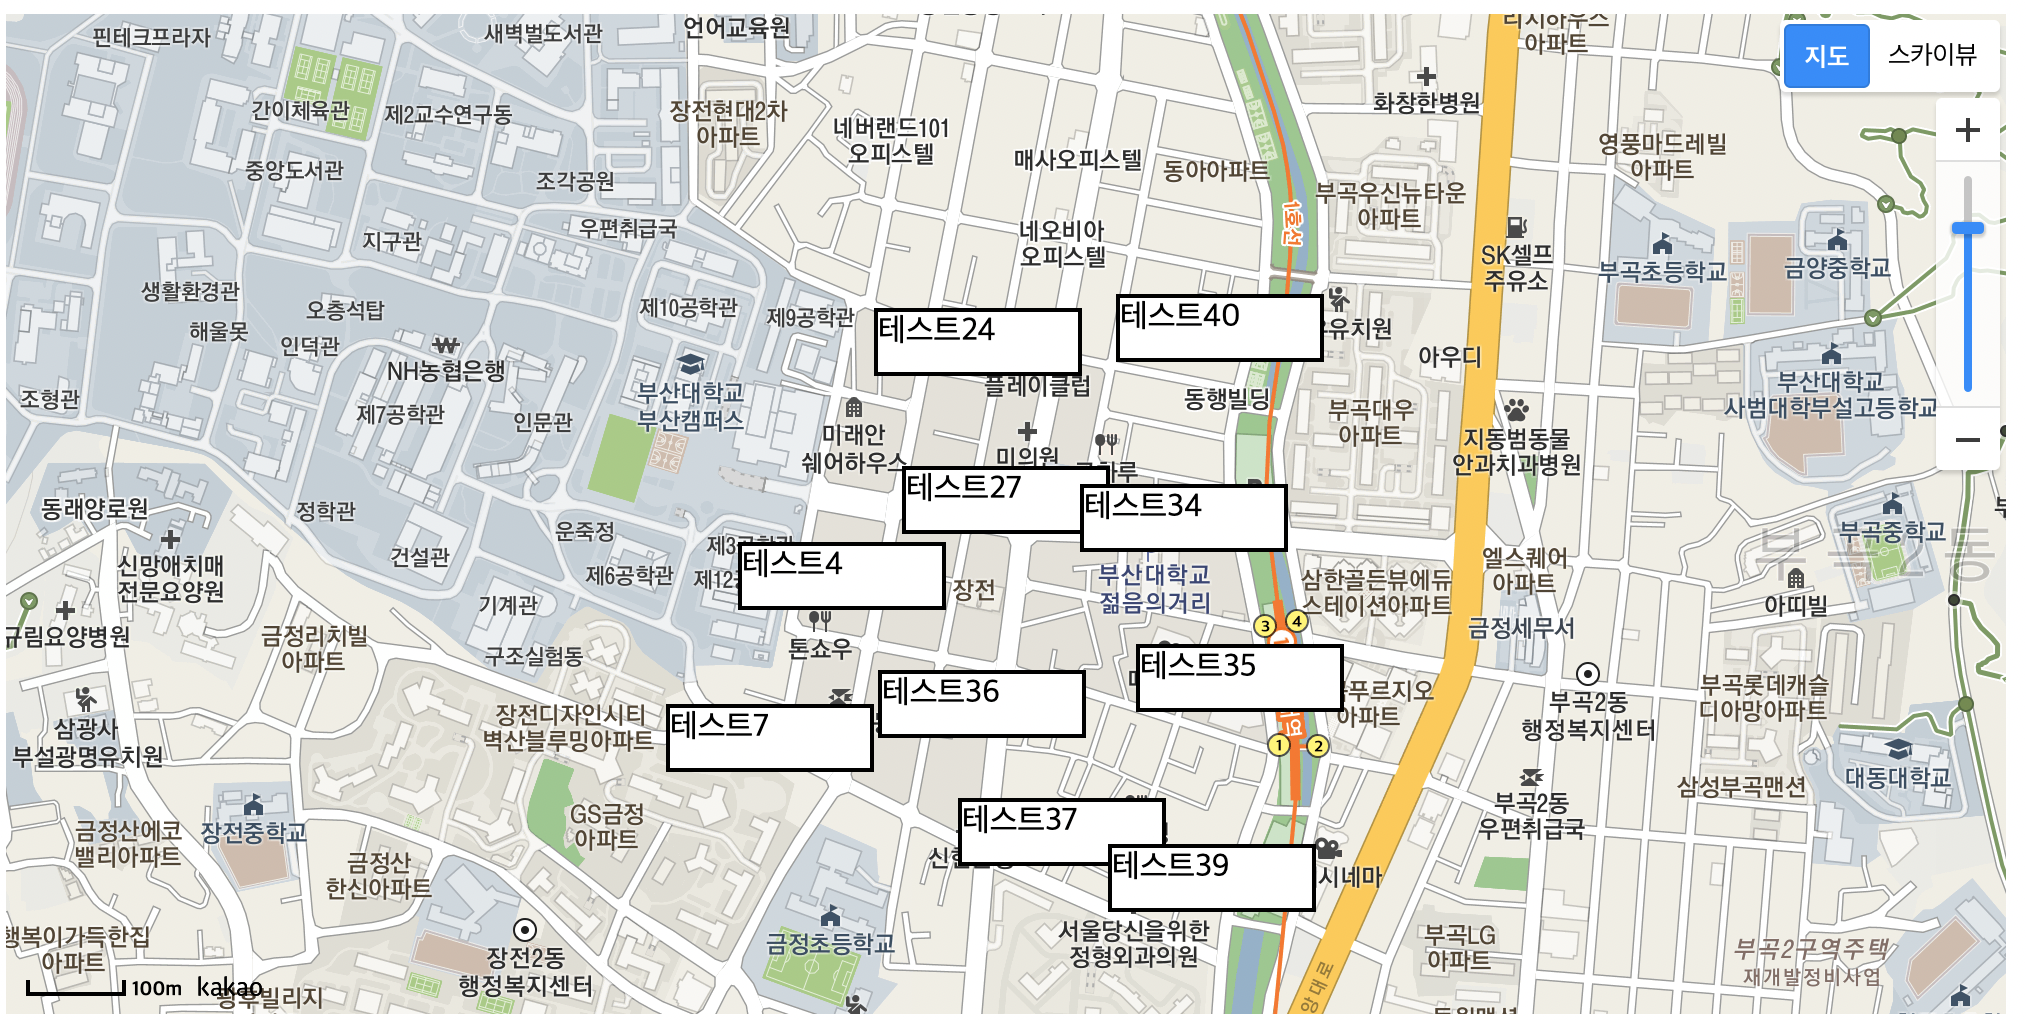 핀테크프라자
새벽벌도서관
언어교육원
아파트
지도
스카이뷰
간이체육관
제2교수연구동
장전현대2차
아파트
네버랜드101
오피스텔
화창한병원
중앙도서관
조각공원
매사오피스텔
동아아파트
영풍마드레빌
아파트
부곡우신뉴타운
아파트
지구관
우편취급국
네오비아
오피스텔
1호선
SK셀프
주유소
부곡초등학교
금양중학교
생활환경관
오층석탑
제10공학관
제9공학관
해울못
인덕관
테스트24
테스트40
유치원
아우디
NH농협은행
조형관
제7공학관
인문관
부산대학교
부산캠퍼스
플레이클럽
동행빌딩
부곡대우
아파트
부산대학교
사범대학부설고등학교
미래안
쉐어하우스
미의원
지동범동물
안과치과병원
테스트27
테스트34
동래양로원
정학관
운죽정
건설관
신망애치매
전문요양원
테스트4
제6공학관
장전
부산대학교
젊음의거리
삼한골든뷰에듀
스테이션아파트
엘스퀘어
아파트
부곡중학교
아띠빌
기계관
규림요양병원
금정리치빌
아파트
구조실험동
톤쇼우
3
4
금정세무서
테스트35
테스트36
테스트7
삼광사
부설광명유치원
장전디자인시티
벽산블루밍아파트
푸르지오
아파트
부곡2동
행정복지센터
부곡롯데캐슬
디아망아파트
1
2
대동대학교
삼성부곡맨션
GS금정
아파트
테스트37
부곡2동
우편취급국
금정산에코
밸리아파트
장전중학교
금정산
한신아파트
테스트39
시네마
행복이가득한집
아파트
장전2동
행정복지센터
금정초등학교
서울당신을위한
정형외과의원
부곡LG
아파트
부곡2구역주택
재개발정비사업
100m
kakao